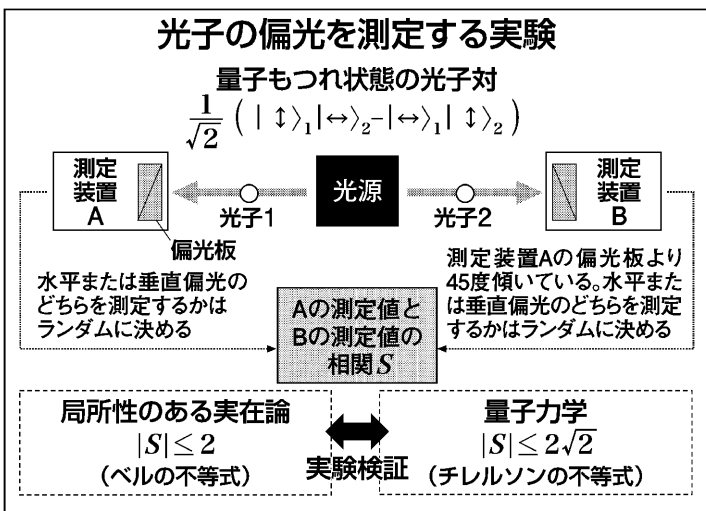 光子の偏光を測定する実験
量子もつれ状態の光子対
1/√2 ( | ↕⟩₁|↔⟩₂−|↔⟩₁| ↕⟩₂ )
測定
装置
A
偏光板
光子1
光源
光子2
測定
装置
B
水平または垂直偏光の
どちらを測定するかは
ランダムに決める
測定装置Aの偏光板より
45度傾いている。水平また
は垂直偏光のどちらを測定
するかはランダムに決める
Aの測定値と
Bの測定値の
相関S
局所性のある実在論
|S|≤2
(ベルの不等式)
実験検証
量子力学
|S|≤2√2
(チレルソンの不等式)